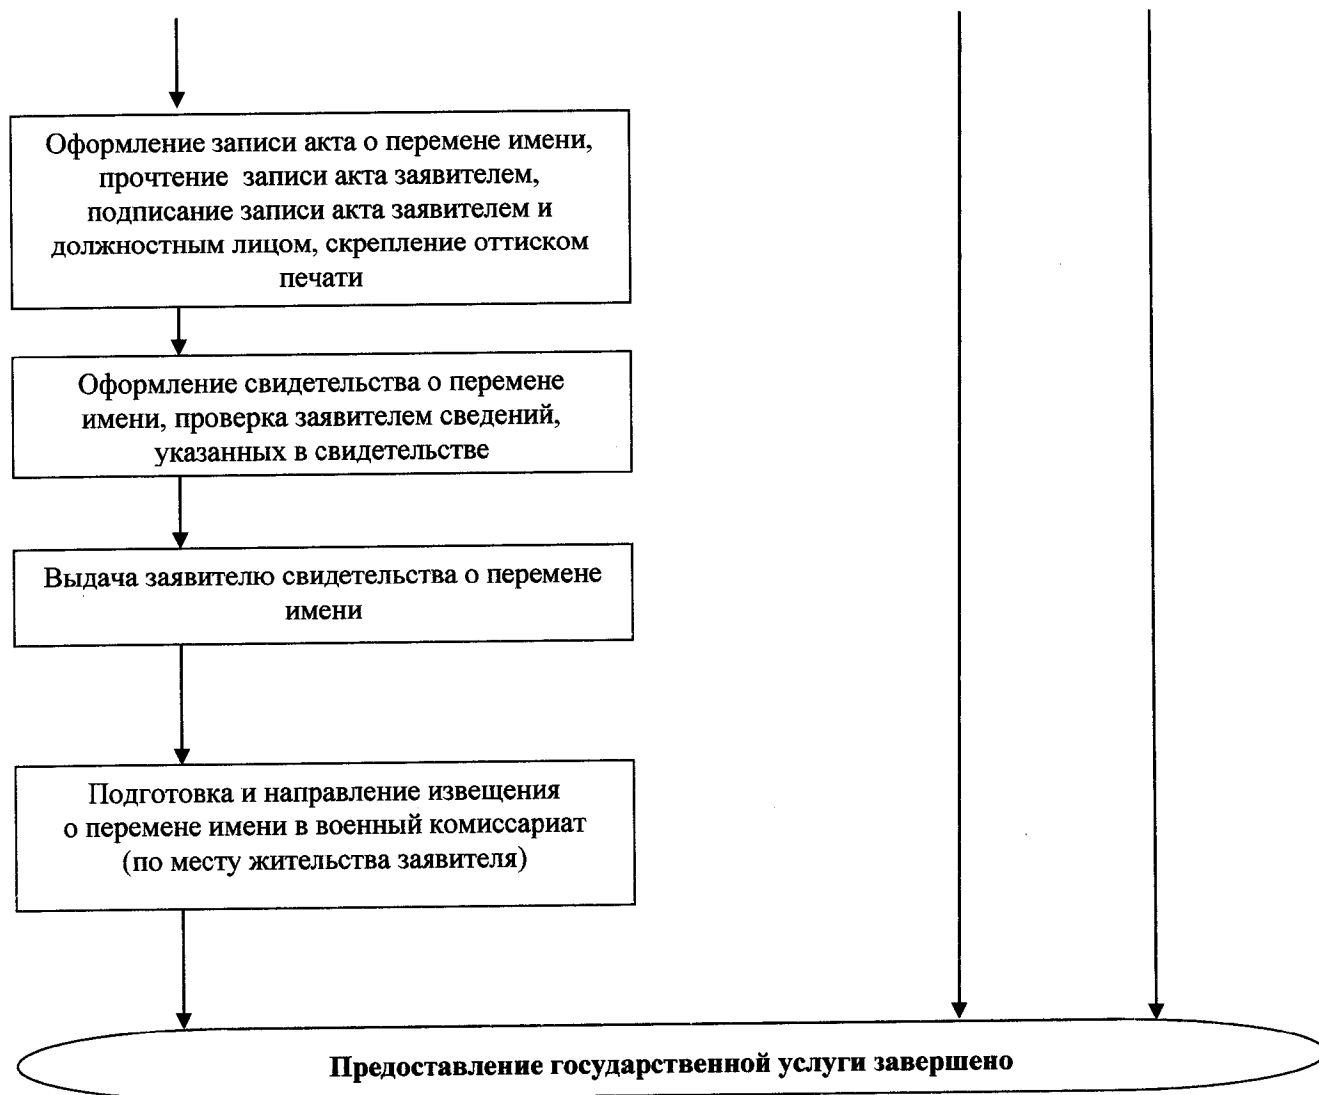 Оформление записи акта о перемене имени,
прочтение записи акта заявителем,
подписание записи акта заявителем и
должностным лицом, скрепление оттиском
печати
Оформление свидетельства о перемене
имени, проверка заявителем сведений,
указанных в свидетельстве
Выдача заявителю свидетельства о перемене
имени
Подготовка и направление извещения
о перемене имени в военный комиссариат
(по месту жительства заявителя)
Предоставление государственной услуги завершено